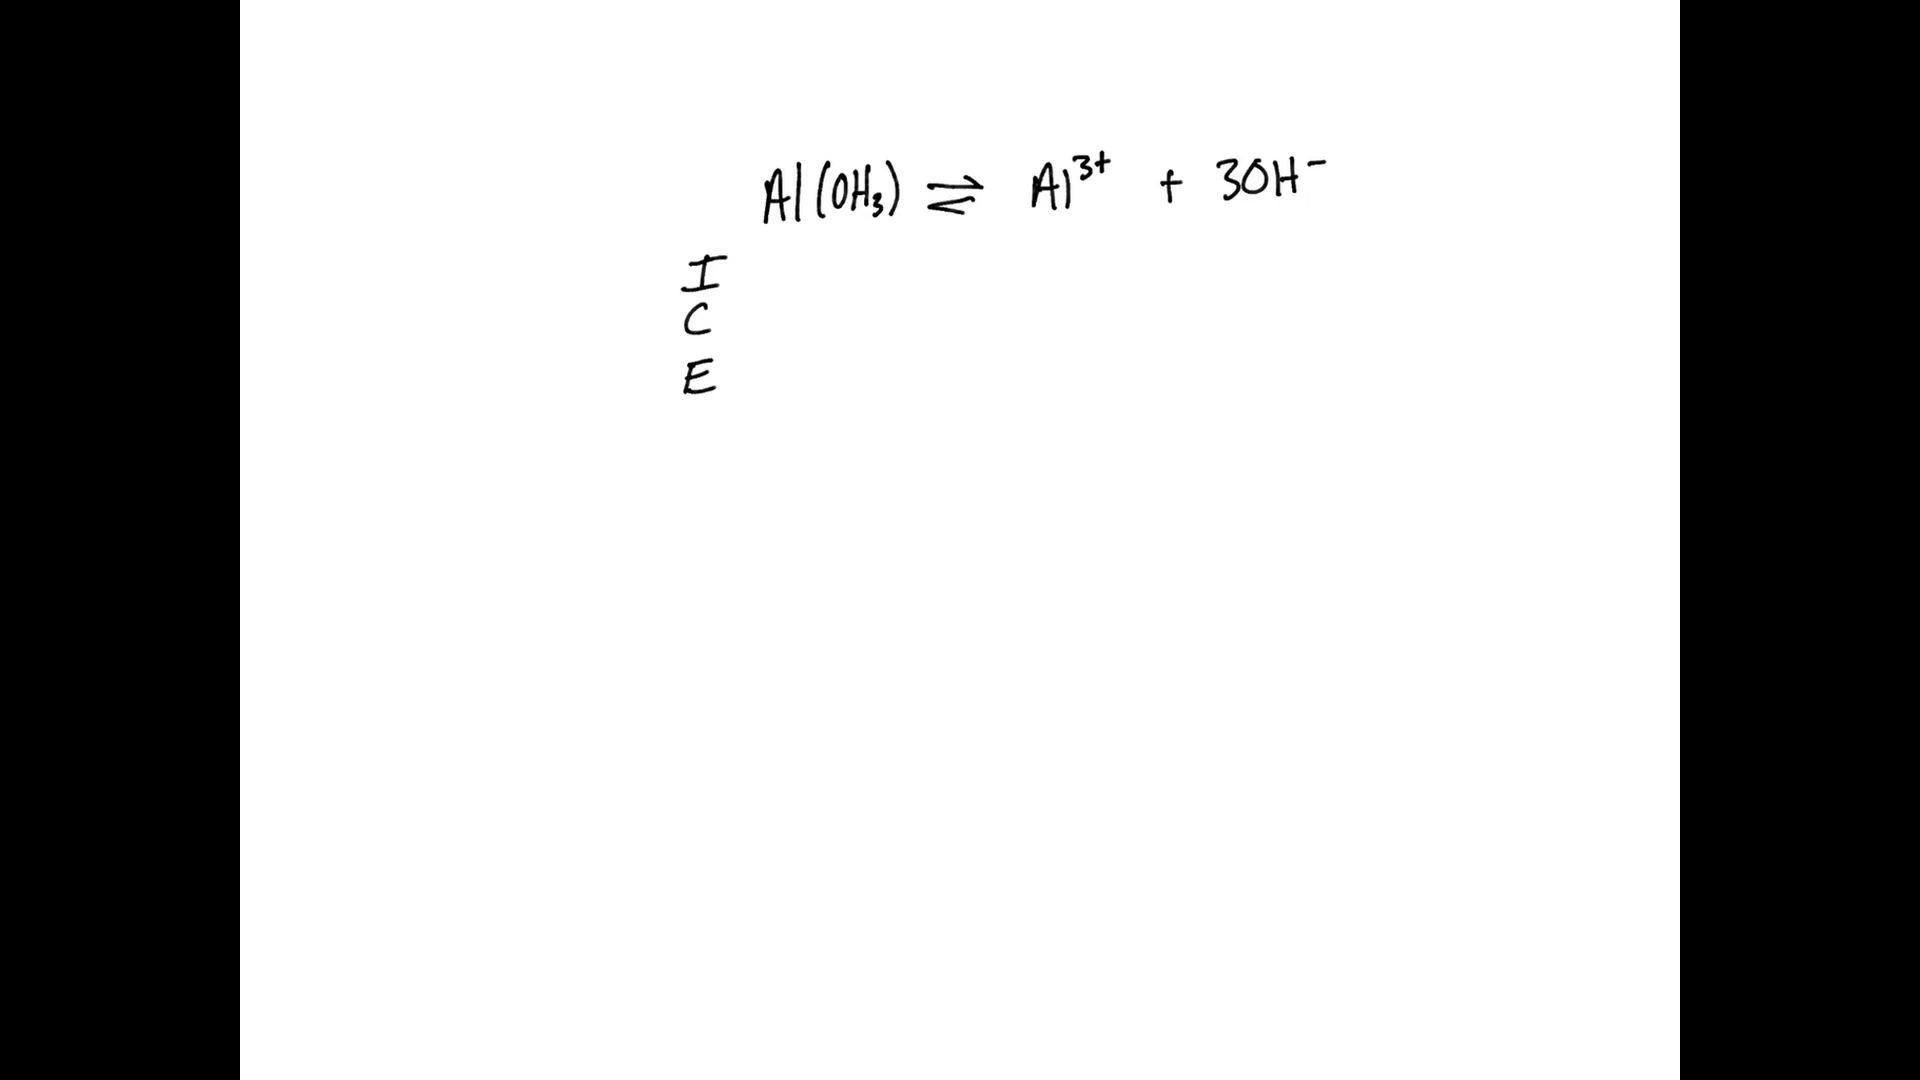 Al(OH₃) ⇌ Al³⁺ + 3OH⁻
I
C
E